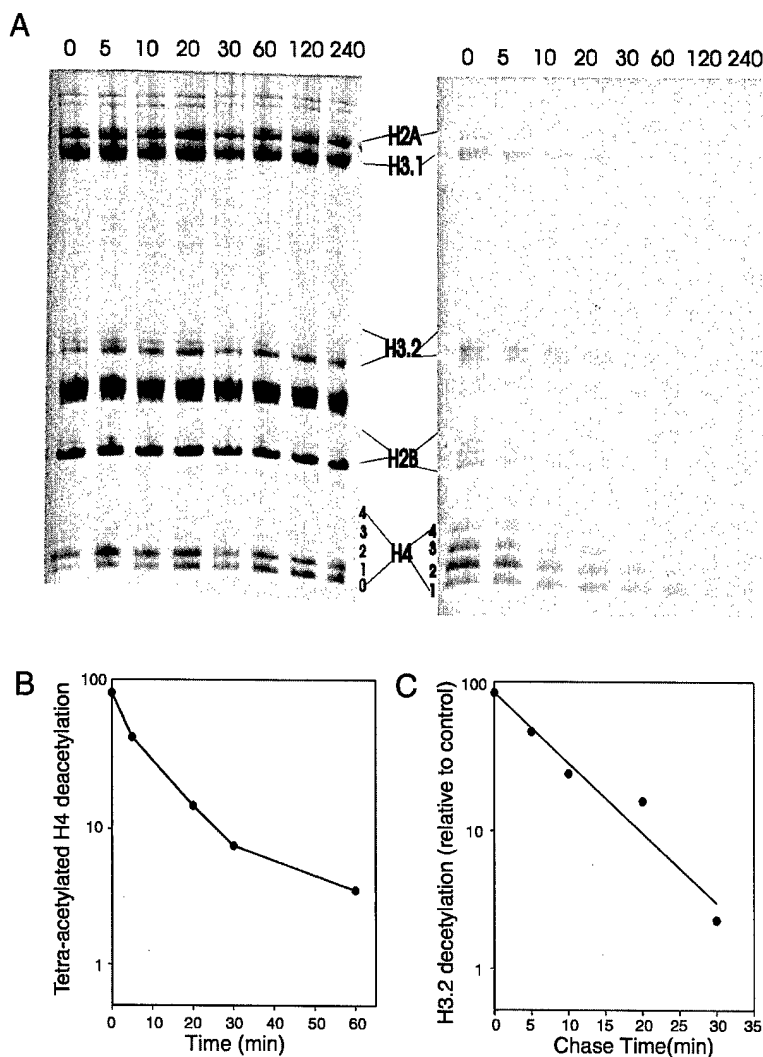 A
0 5 10 20 30 60 120 240
0 5 10 20 30 60 120 240
H2A
H3.1
H3.2
H2B
4
3
2
1
0
H4
4
3
2
1
B
Tetra-acetylated H4 deacetylation
100
10
1
0 10 20 30 40 50 60
Time (min)
C
H3.2 decetylation (relative to control)
100
10
1
0 5 10 15 20 25 30 35
Chase Time(min)